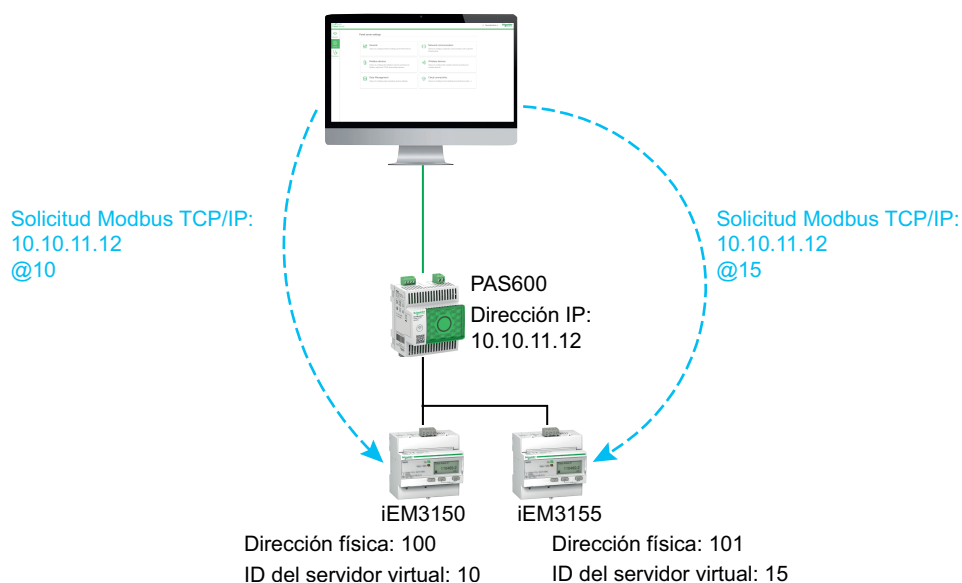 Solicitud Modbus TCP/IP:
10.10.11.12
@10
Solicitud Modbus TCP/IP:
10.10.11.12
@15
PAS600
Dirección IP:
10.10.11.12
iEM3150
Dirección física: 100
ID del servidor virtual: 10
iEM3155
Dirección física: 101
ID del servidor virtual: 15